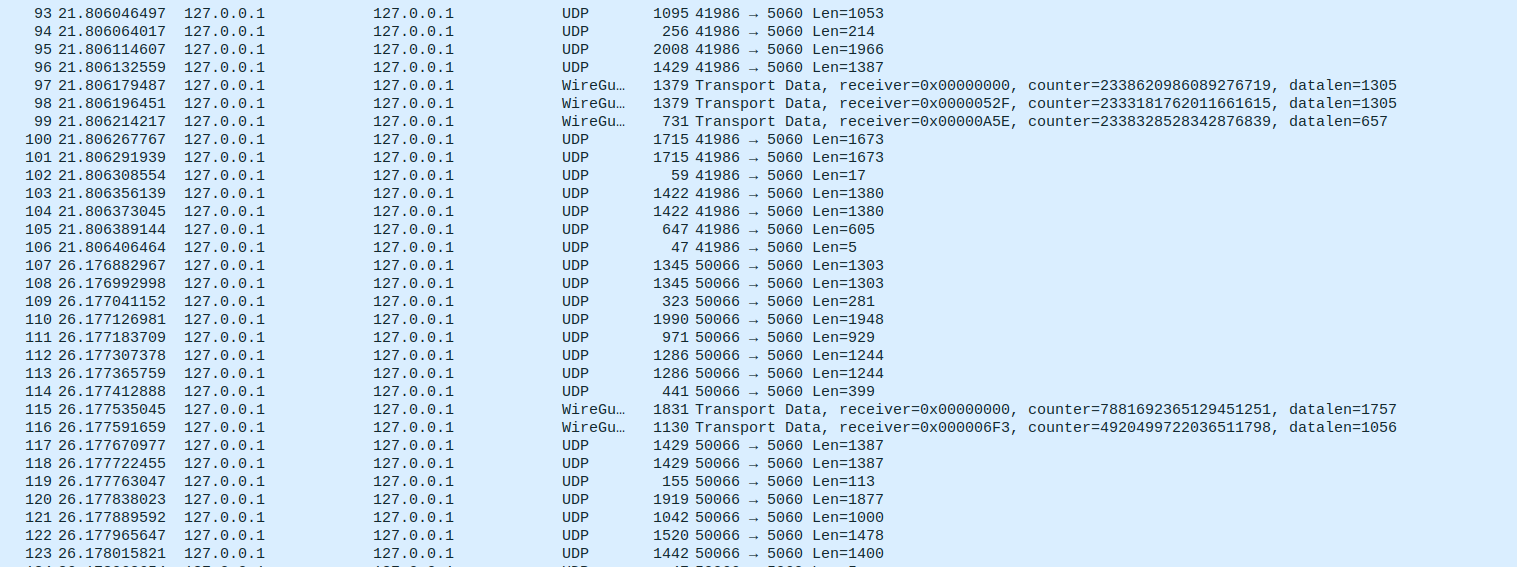 93 21.806046497 127.0.0.1 127.0.0.1 UDP 1095 41986 → 5060 Len=1053
94 21.806064017 127.0.0.1 127.0.0.1 UDP 256 41986 → 5060 Len=214
95 21.806114607 127.0.0.1 127.0.0.1 UDP 2008 41986 → 5060 Len=1966
96 21.806132559 127.0.0.1 127.0.0.1 UDP 1429 41986 → 5060 Len=1387
97 21.806179487 127.0.0.1 127.0.0.1 WireGu… 1379 Transport Data, receiver=0x00000000, counter=2338620986089276719, datalen=1305
98 21.806196451 127.0.0.1 127.0.0.1 WireGu… 1379 Transport Data, receiver=0x0000052F, counter=2333181762011661615, datalen=1305
99 21.806214217 127.0.0.1 127.0.0.1 WireGu… 731 Transport Data, receiver=0x00000A5E, counter=2338328528342876839, datalen=657
100 21.806267767 127.0.0.1 127.0.0.1 UDP 1715 41986 → 5060 Len=1673
101 21.806291939 127.0.0.1 127.0.0.1 UDP 1715 41986 → 5060 Len=1673
102 21.806308554 127.0.0.1 127.0.0.1 UDP 59 41986 → 5060 Len=17
103 21.806356139 127.0.0.1 127.0.0.1 UDP 1422 41986 → 5060 Len=1380
104 21.806373045 127.0.0.1 127.0.0.1 UDP 1422 41986 → 5060 Len=1380
105 21.806389144 127.0.0.1 127.0.0.1 UDP 647 41986 → 5060 Len=605
106 21.806406464 127.0.0.1 127.0.0.1 UDP 47 41986 → 5060 Len=5
107 26.176882967 127.0.0.1 127.0.0.1 UDP 1345 50066 → 5060 Len=1303
108 26.176992998 127.0.0.1 127.0.0.1 UDP 1345 50066 → 5060 Len=1303
109 26.177041152 127.0.0.1 127.0.0.1 UDP 323 50066 → 5060 Len=281
110 26.177126981 127.0.0.1 127.0.0.1 UDP 1990 50066 → 5060 Len=1948
111 26.177183709 127.0.0.1 127.0.0.1 UDP 971 50066 → 5060 Len=929
112 26.177307378 127.0.0.1 127.0.0.1 UDP 1286 50066 → 5060 Len=1244
113 26.177365759 127.0.0.1 127.0.0.1 UDP 1286 50066 → 5060 Len=1244
114 26.177412888 127.0.0.1 127.0.0.1 UDP 441 50066 → 5060 Len=399
115 26.177535045 127.0.0.1 127.0.0.1 WireGu… 1831 Transport Data, receiver=0x00000000, counter=7881692365129451251, datalen=1757
116 26.177591659 127.0.0.1 127.0.0.1 WireGu… 1130 Transport Data, receiver=0x000006F3, counter=4920499722036511798, datalen=1056
117 26.177670977 127.0.0.1 127.0.0.1 UDP 1429 50066 → 5060 Len=1387
118 26.177722455 127.0.0.1 127.0.0.1 UDP 1429 50066 → 5060 Len=1387
119 26.177763047 127.0.0.1 127.0.0.1 UDP 155 50066 → 5060 Len=113
120 26.177838023 127.0.0.1 127.0.0.1 UDP 1919 50066 → 5060 Len=1877
121 26.177889592 127.0.0.1 127.0.0.1 UDP 1042 50066 → 5060 Len=1000
122 26.177965647 127.0.0.1 127.0.0.1 UDP 1520 50066 → 5060 Len=1478
123 26.178015821 127.0.0.1 127.0.0.1 UDP 1442 50066 → 5060 Len=1400